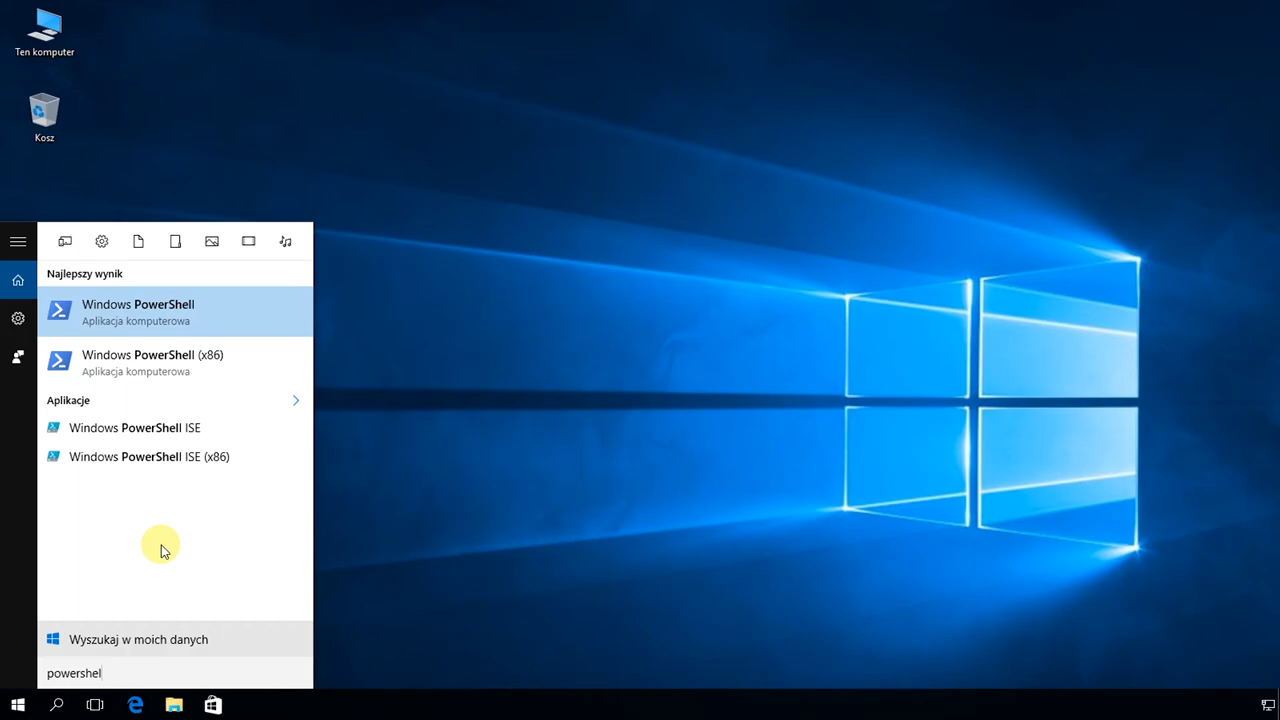 Ten komputer
Kosz
Najlepszy wynik
Windows PowerShell
Aplikacja komputerowa
Windows PowerShell (x86)
Aplikacja komputerowa
Aplikacje
Windows PowerShell ISE
Windows PowerShell ISE (x86)
Wyszukaj w moich danych
powershel